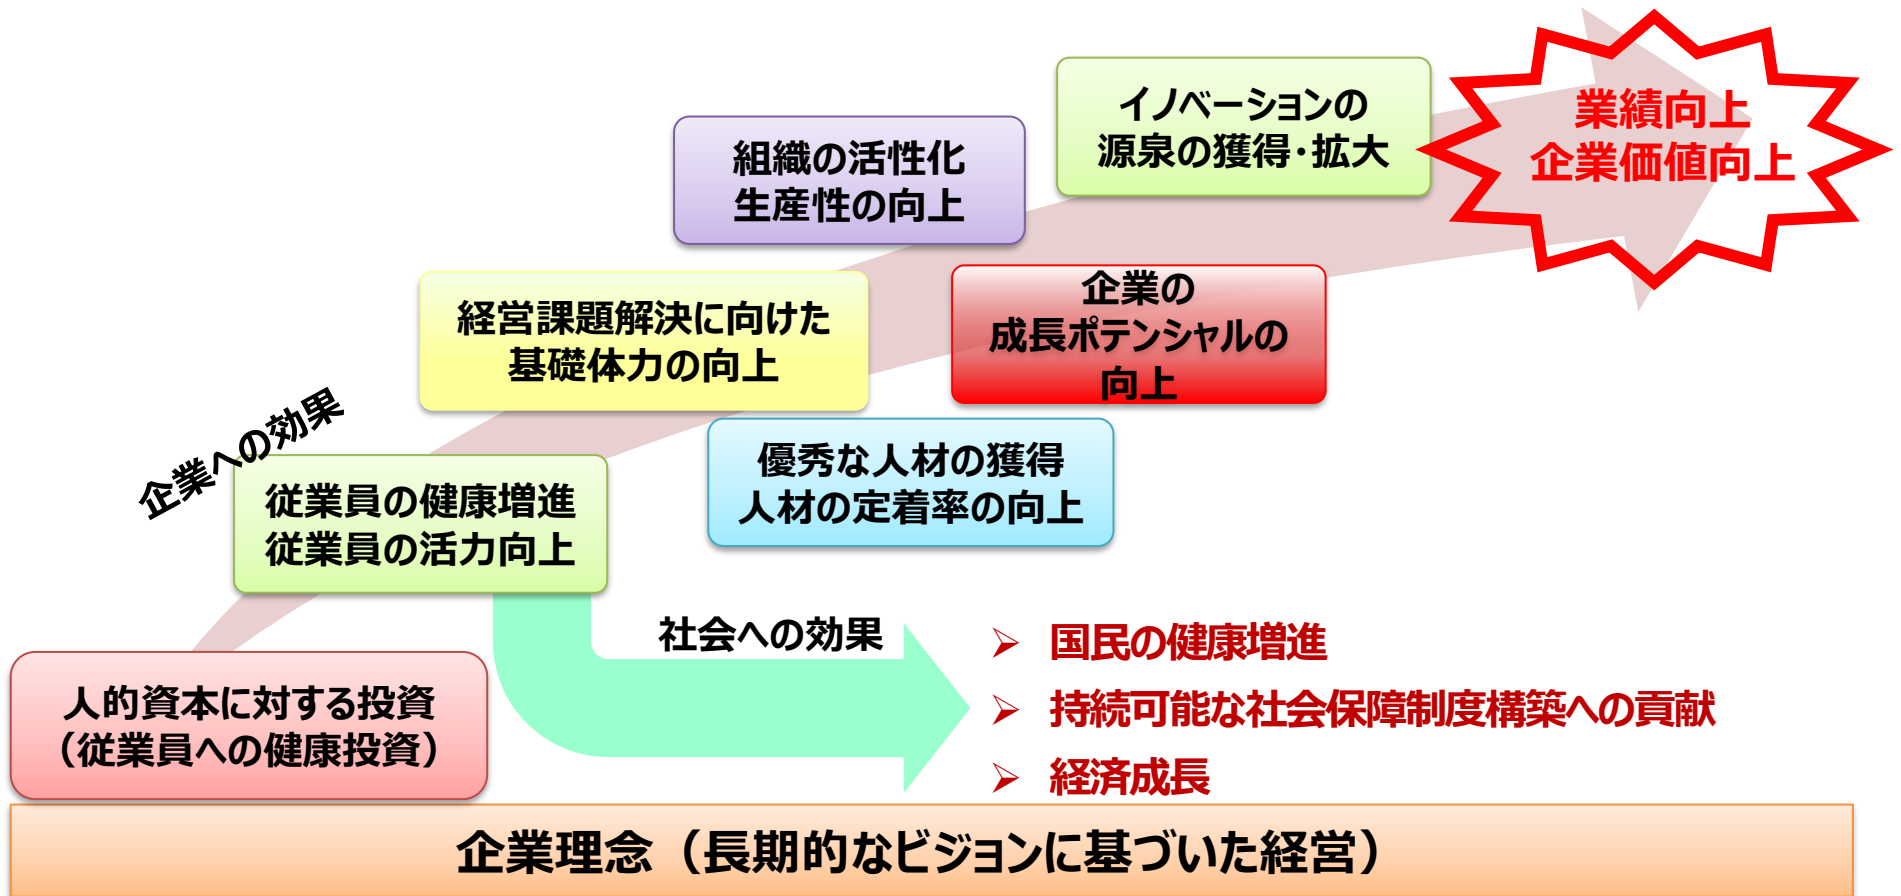 イノベーションの
源泉の獲得・拡大
業績向上
企業価値向上
組織の活性化
生産性の向上
経営課題解決に向けた
基礎体力の向上
企業の
成長ポテンシャルの
向上
企業への効果
従業員の健康増進
従業員の活力向上
優秀な人材の獲得
人材の定着率の向上
社会への効果
➢ 国民の健康増進
➢ 持続可能な社会保障制度構築への貢献
➢ 経済成長
人的資本に対する投資
（従業員への健康投資）
企業理念（長期的なビジョンに基づいた経営）